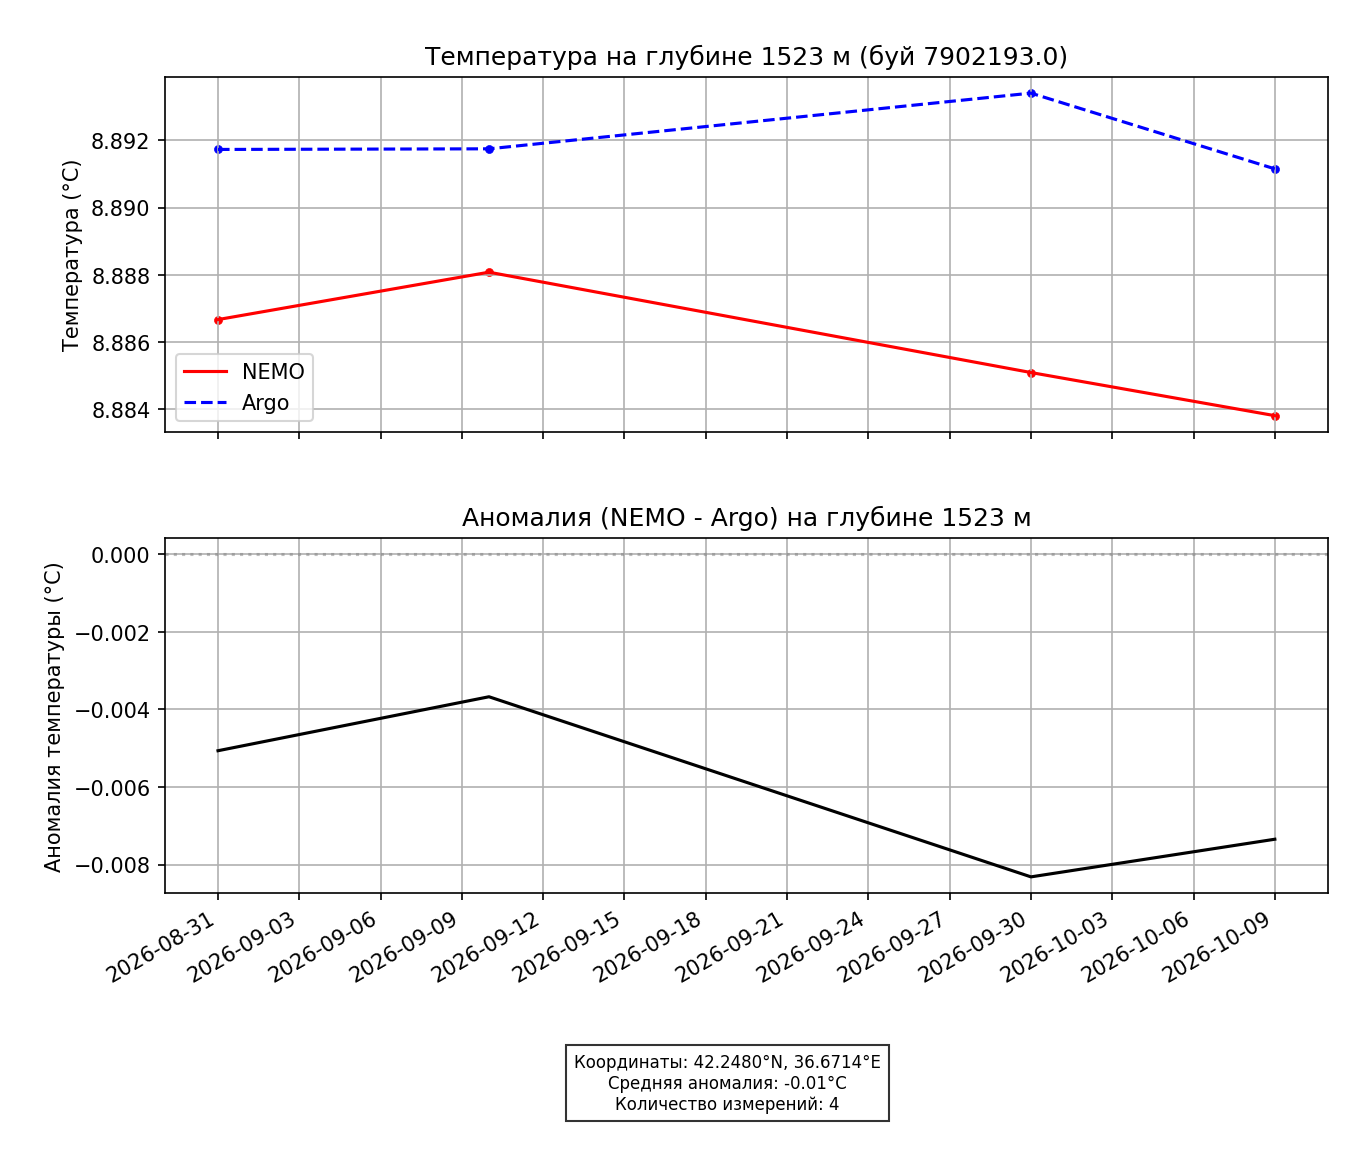 Температура на глубине 1523 м (буй 7902193.0)
Температура (°C)
8.892
8.890
8.888
8.886
8.884
NEMO
Argo
Аномалия (NEMO - Argo) на глубине 1523 м
Аномалия температуры (°C)
0.000
−0.002
−0.004
−0.006
−0.008
2026-08-31
2026-09-03
2026-09-06
2026-09-09
2026-09-12
2026-09-15
2026-09-18
2026-09-21
2026-09-24
2026-09-27
2026-09-30
2026-10-03
2026-10-06
2026-10-09
Координаты: 42.2480°N, 36.6714°E
Средняя аномалия: -0.01°C
Количество измерений: 4